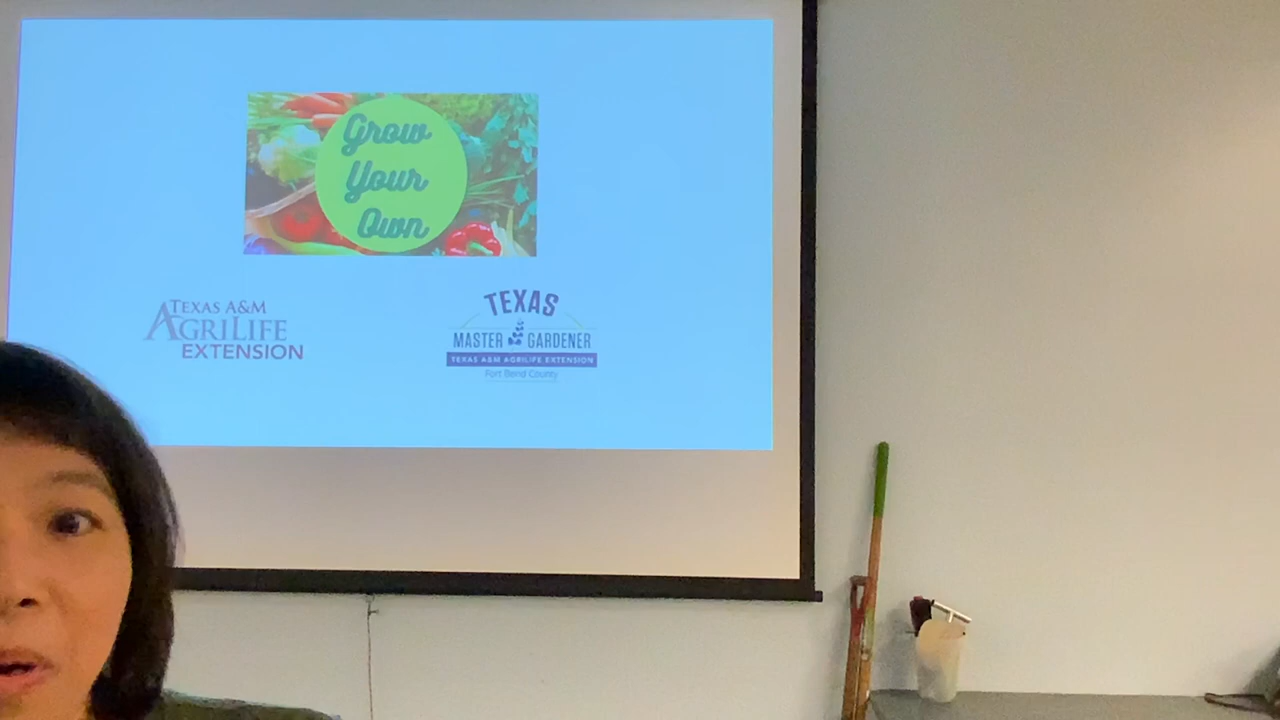 Grow
Your
Own
TEXAS A&M
AGRILIFE
EXTENSION
TEXAS
MASTER GARDENER
TEXAS A&M AGRILIFE EXTENSION
Fort Bend County